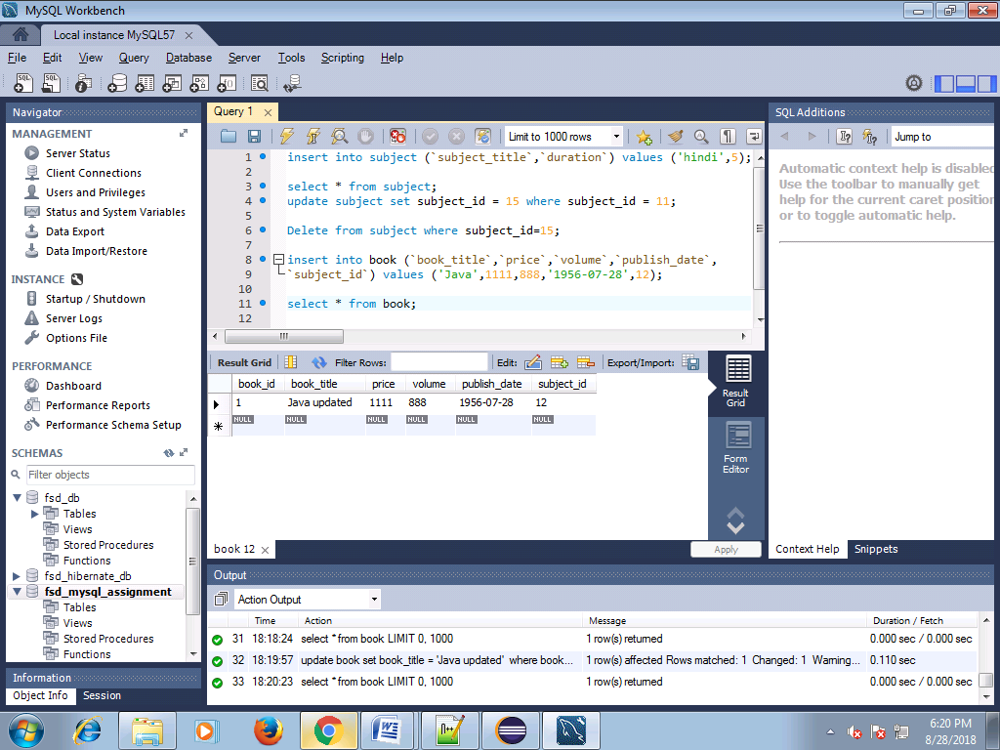 MySQL Workbench
Local instance MySQL57
File Edit View Query Database Server Tools Scripting Help
Navigator
MANAGEMENT
Server Status
Client Connections
Users and Privileges
Status and System Variables
Data Export
Data Import/Restore
INSTANCE
Startup / Shutdown
Server Logs
Options File
PERFORMANCE
Dashboard
Performance Reports
Performance Schema Setup
SCHEMAS
Filter objects
fsd_db
Tables
Views
Stored Procedures
Functions
fsd_hibernate_db
fsd_mysql_assignment
Tables
Views
Stored Procedures
Functions
Information
Object Info Session
Query 1
Limit to 1000 rows
1 insert into subject (`subject_title`,`duration`) values ('hindi',5);
2
3 select * from subject;
4 update subject set subject_id = 15 where subject_id = 11;
5
6 Delete from subject where subject_id=15;
7
8 insert into book (`book_title`,`price`,`volume`,`publish_date`,
9 `subject_id`) values ('Java',1111,888,'1956-07-28',12);
10
11 select * from book;
12
Result Grid Filter Rows: Edit: Export/Import:
book_id book_title price volume publish_date subject_id
1 Java updated 1111 888 1956-07-28 12
NULL NULL NULL NULL NULL NULL
Result Grid
Form Editor
book 12
Apply
SQL Additions
Jump to
Automatic context help is disabled
Use the toolbar to manually get
help for the current caret position
or to toggle automatic help.
Context Help Snippets
Output
Action Output
Time Action Message Duration / Fetch
31 18:18:24 select * from book LIMIT 0, 1000 1 row(s) returned 0.000 sec / 0.000 sec
32 18:19:57 update book set book_title = 'Java updated' where book... 1 row(s) affected Rows matched: 1 Changed: 1 Warning... 0.110 sec
33 18:20:23 select * from book LIMIT 0, 1000 1 row(s) returned 0.000 sec / 0.000 sec
6:20 PM
8/28/2018